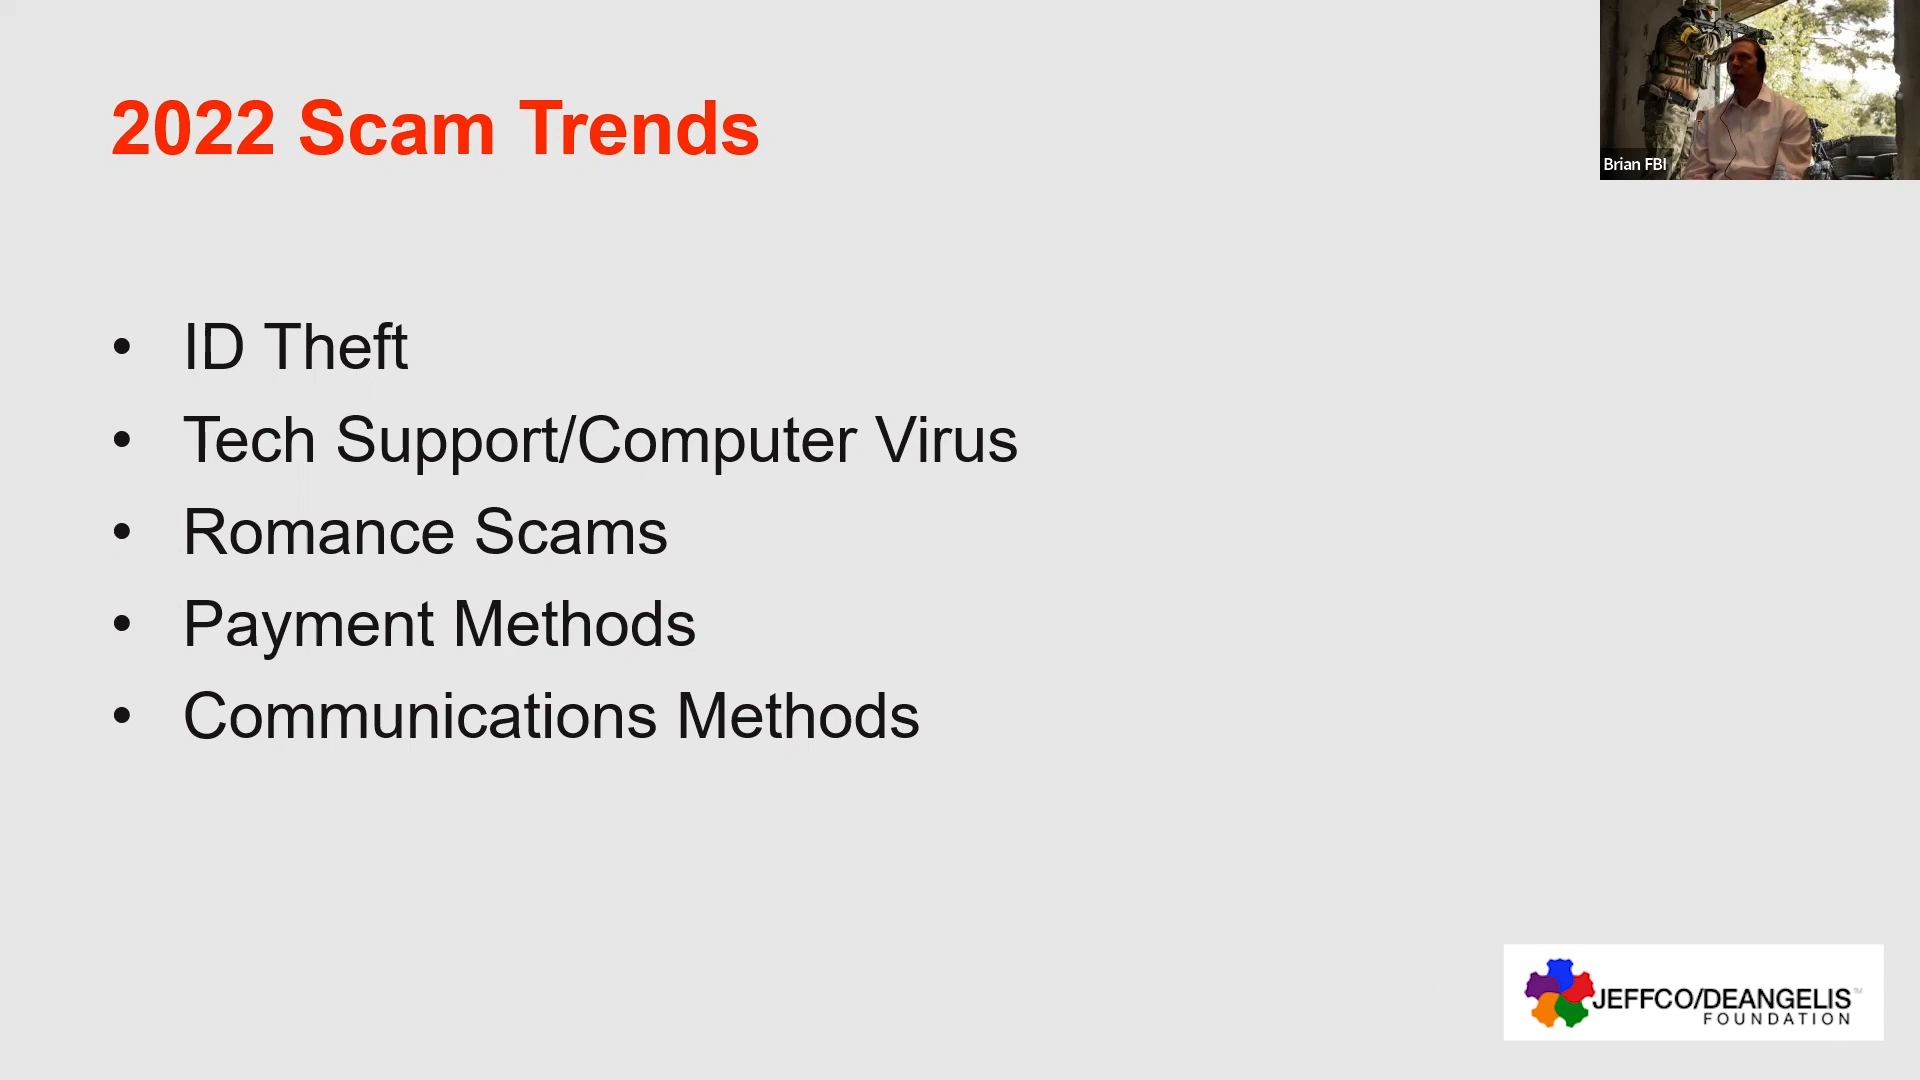 2022 Scam Trends
Brian FBI
• ID Theft
• Tech Support/Computer Virus
• Romance Scams
• Payment Methods
• Communications Methods
JEFFCO/DEANGELIS™
FOUNDATION